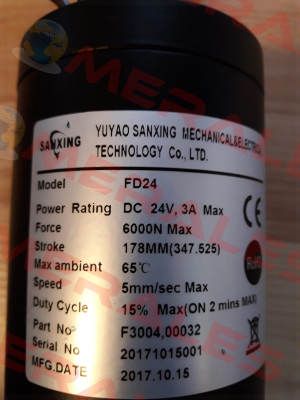 SANXING
YUYAO SANXING MECHANICAL&ELECTRICAL
TECHNOLOGY Co., LTD.
Model FD24
Power Rating DC 24V, 3A Max
Force 6000N Max
Stroke 178MM(347.525)
Max ambient 65℃
Speed 5mm/sec Max
Duty Cycle 15% Max(ON 2 mins MAX)
Part No F3004,00032
Serial No 20171015001
MFG.DATE 2017.10.15
CE
RoHS